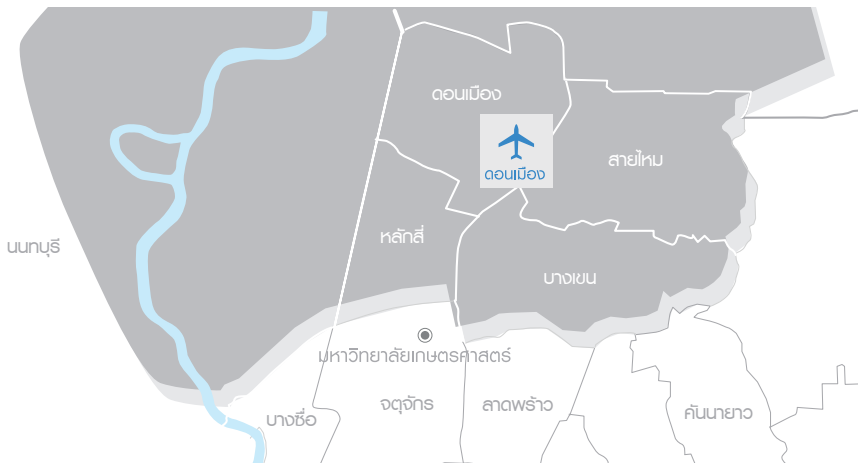 ดอนเมือง
ดอนเมือง
สายไหม
หลักสี่
นนทบุรี
บางเขน
มหาวิทยาลัยเกษตรศาสตร์
บางซื่อ
จตุจักร
ลาดพร้าว
คันนายาว